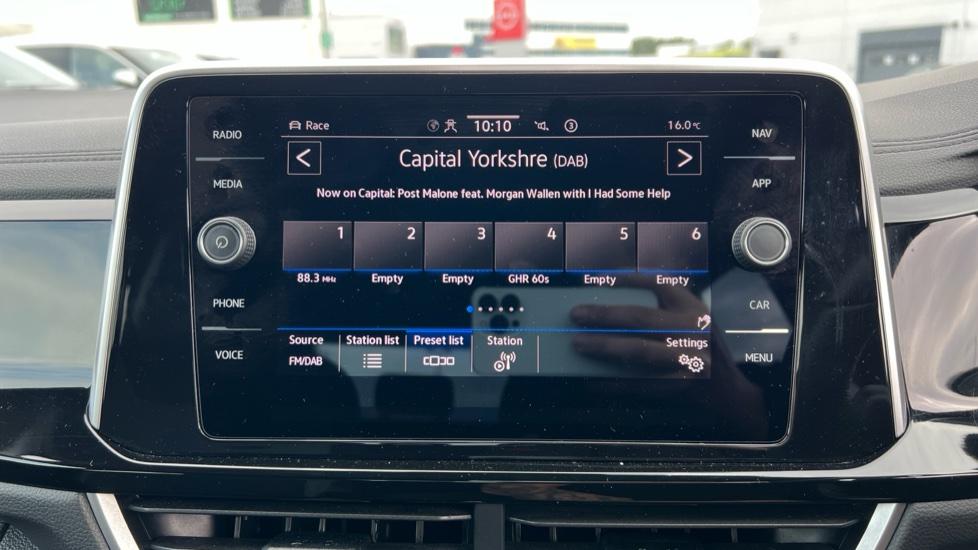 RADIO
MEDIA
PHONE
VOICE
Race
10:10
3
16.0 °C
Capital Yorkshre (DAB)
Now on Capital: Post Malone feat. Morgan Wallen with I Had Some Help
1 2 3 4 5 6
88.3 MHz Empty Empty GHR 60s Empty Empty
Source Station list Preset list Station Settings
FM/DAB
NAV
APP
CAR
MENU